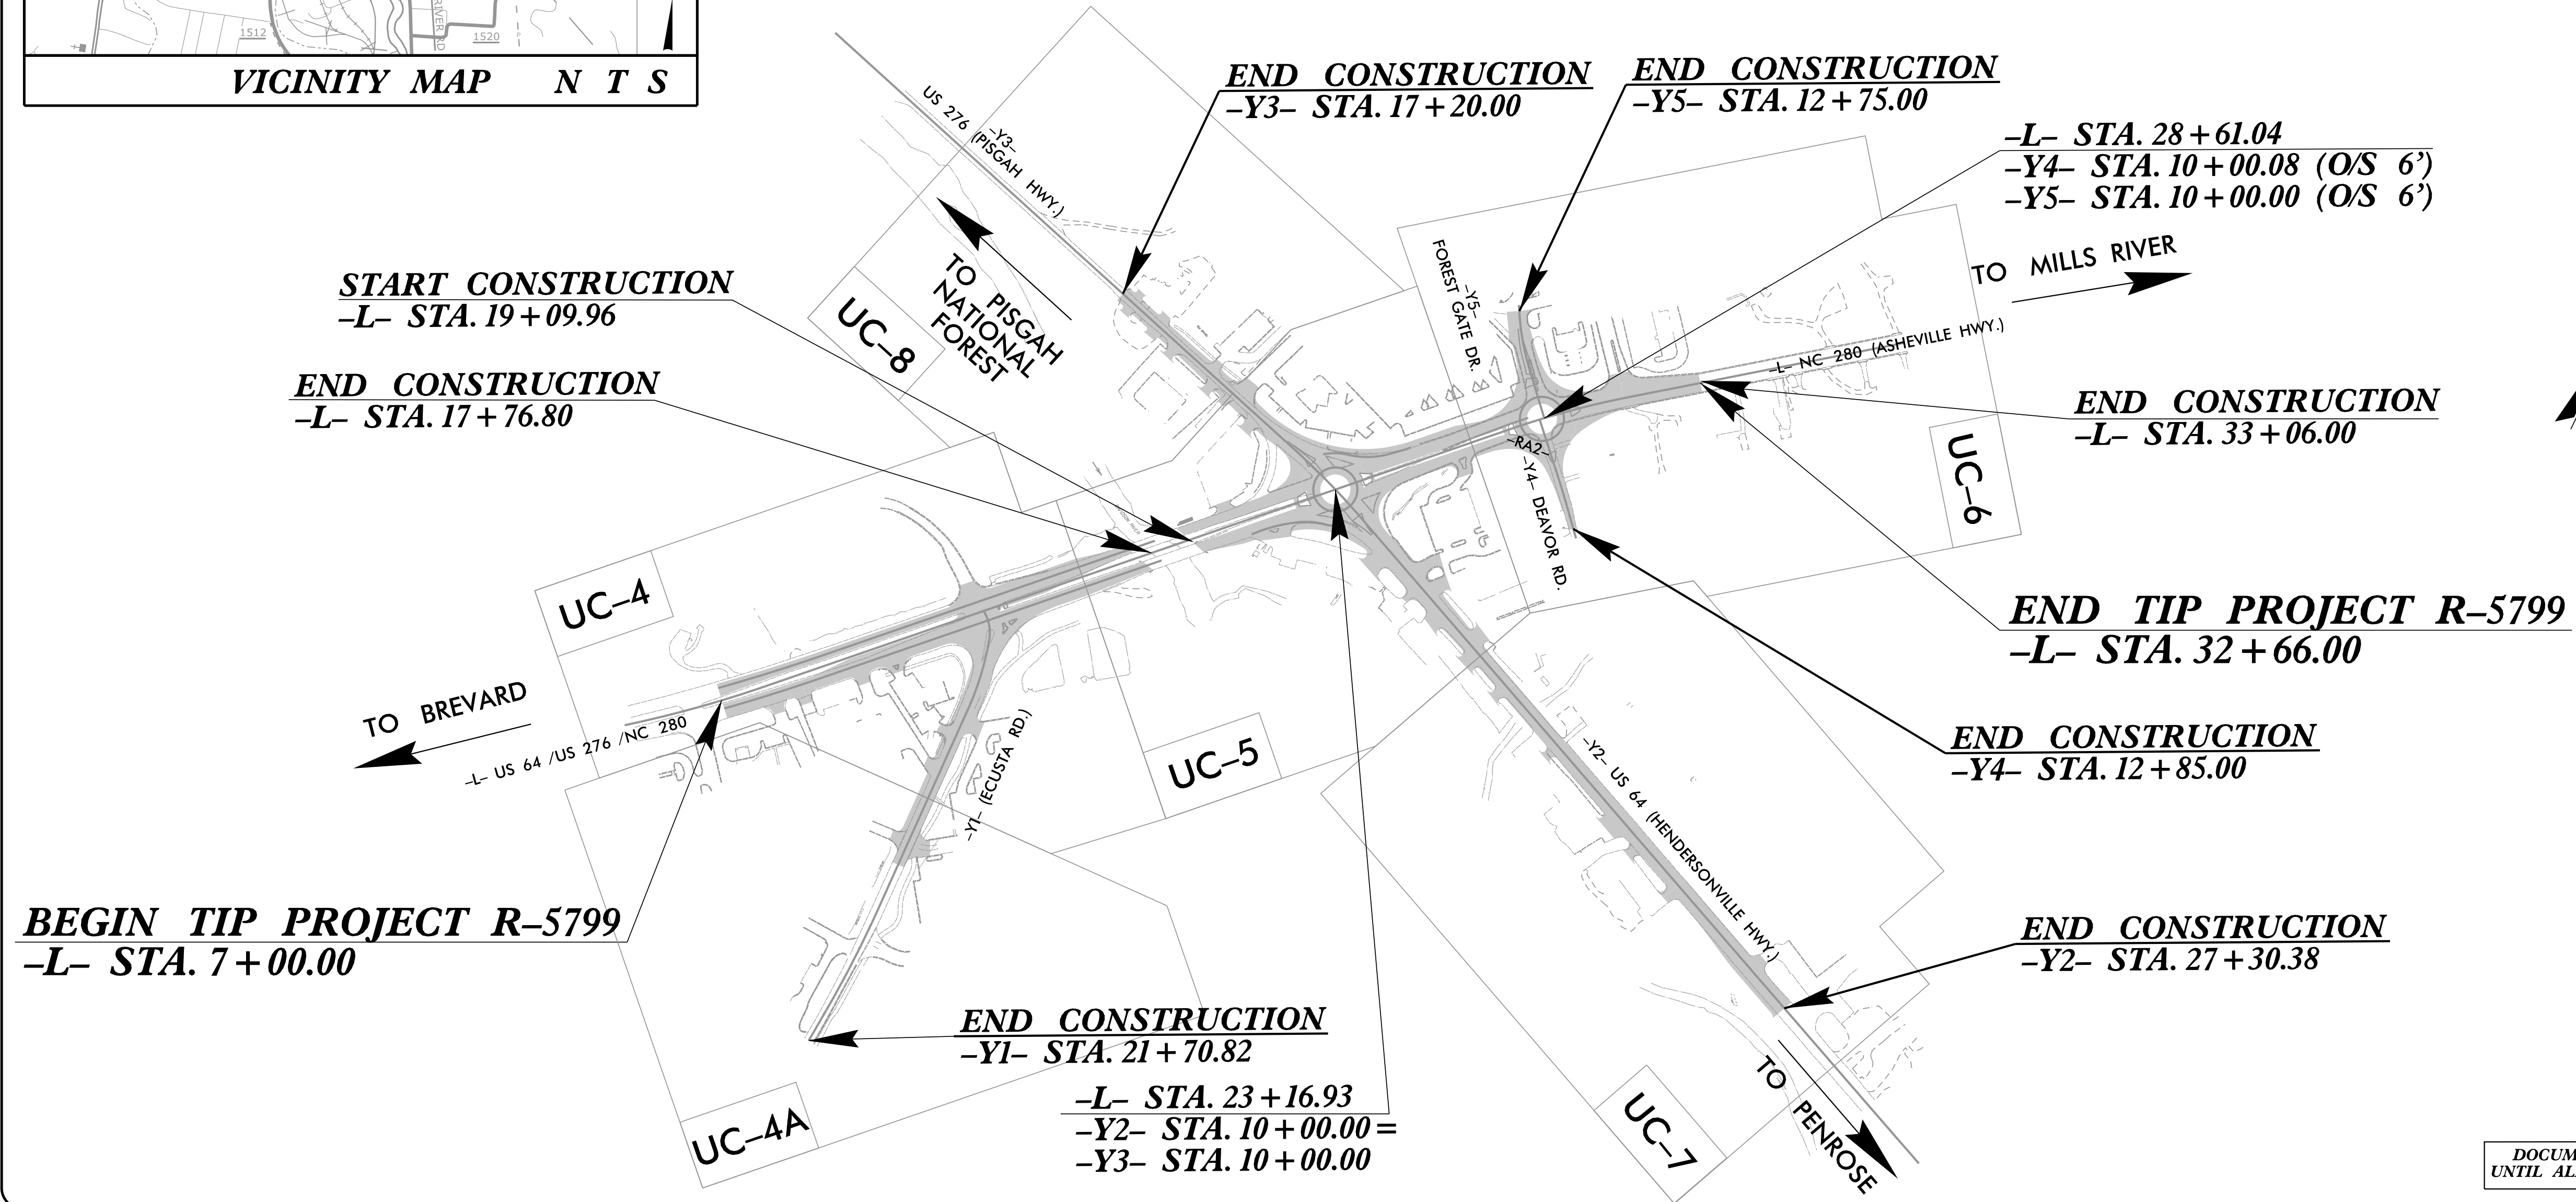 1512
RIVER RD
1520
VICINITY MAP N T S
END CONSTRUCTION
–Y3– STA. 17+20.00
END CONSTRUCTION
–Y5– STA. 12+75.00
–L– STA. 28+61.04
–Y4– STA. 10+00.08 (O/S 6')
–Y5– STA. 10+00.00 (O/S 6')
–Y3–
US 276 (PISGAH HWY.)
TO PISGAH
NATIONAL
FOREST
UC–8
TO MILLS RIVER
START CONSTRUCTION
–L– STA. 19+09.96
END CONSTRUCTION
–L– STA. 17+76.80
–Y5–
FOREST GATE DR.
–L– NC 280 (ASHEVILLE HWY.)
END CONSTRUCTION
–L– STA. 33+06.00
–RA2–
–Y4– DEAVOR RD.
UC–6
UC–4
END TIP PROJECT R–5799
–L– STA. 32+66.00
TO BREVARD
–L– US 64 /US 276 /NC 280
UC–5
–Y1– (ECUSTA RD.)
–Y2– US 64 (HENDERSONVILLE HWY.)
END CONSTRUCTION
–Y4– STA. 12+85.00
BEGIN TIP PROJECT R–5799
–L– STA. 7+00.00
END CONSTRUCTION
–Y2– STA. 27+30.38
END CONSTRUCTION
–Y1– STA. 21+70.82
–L– STA. 23+16.93
–Y2– STA. 10+00.00=
–Y3– STA. 10+00.00
UC–4A
UC–7
TO PENROSE
DOCUM
UNTIL AL